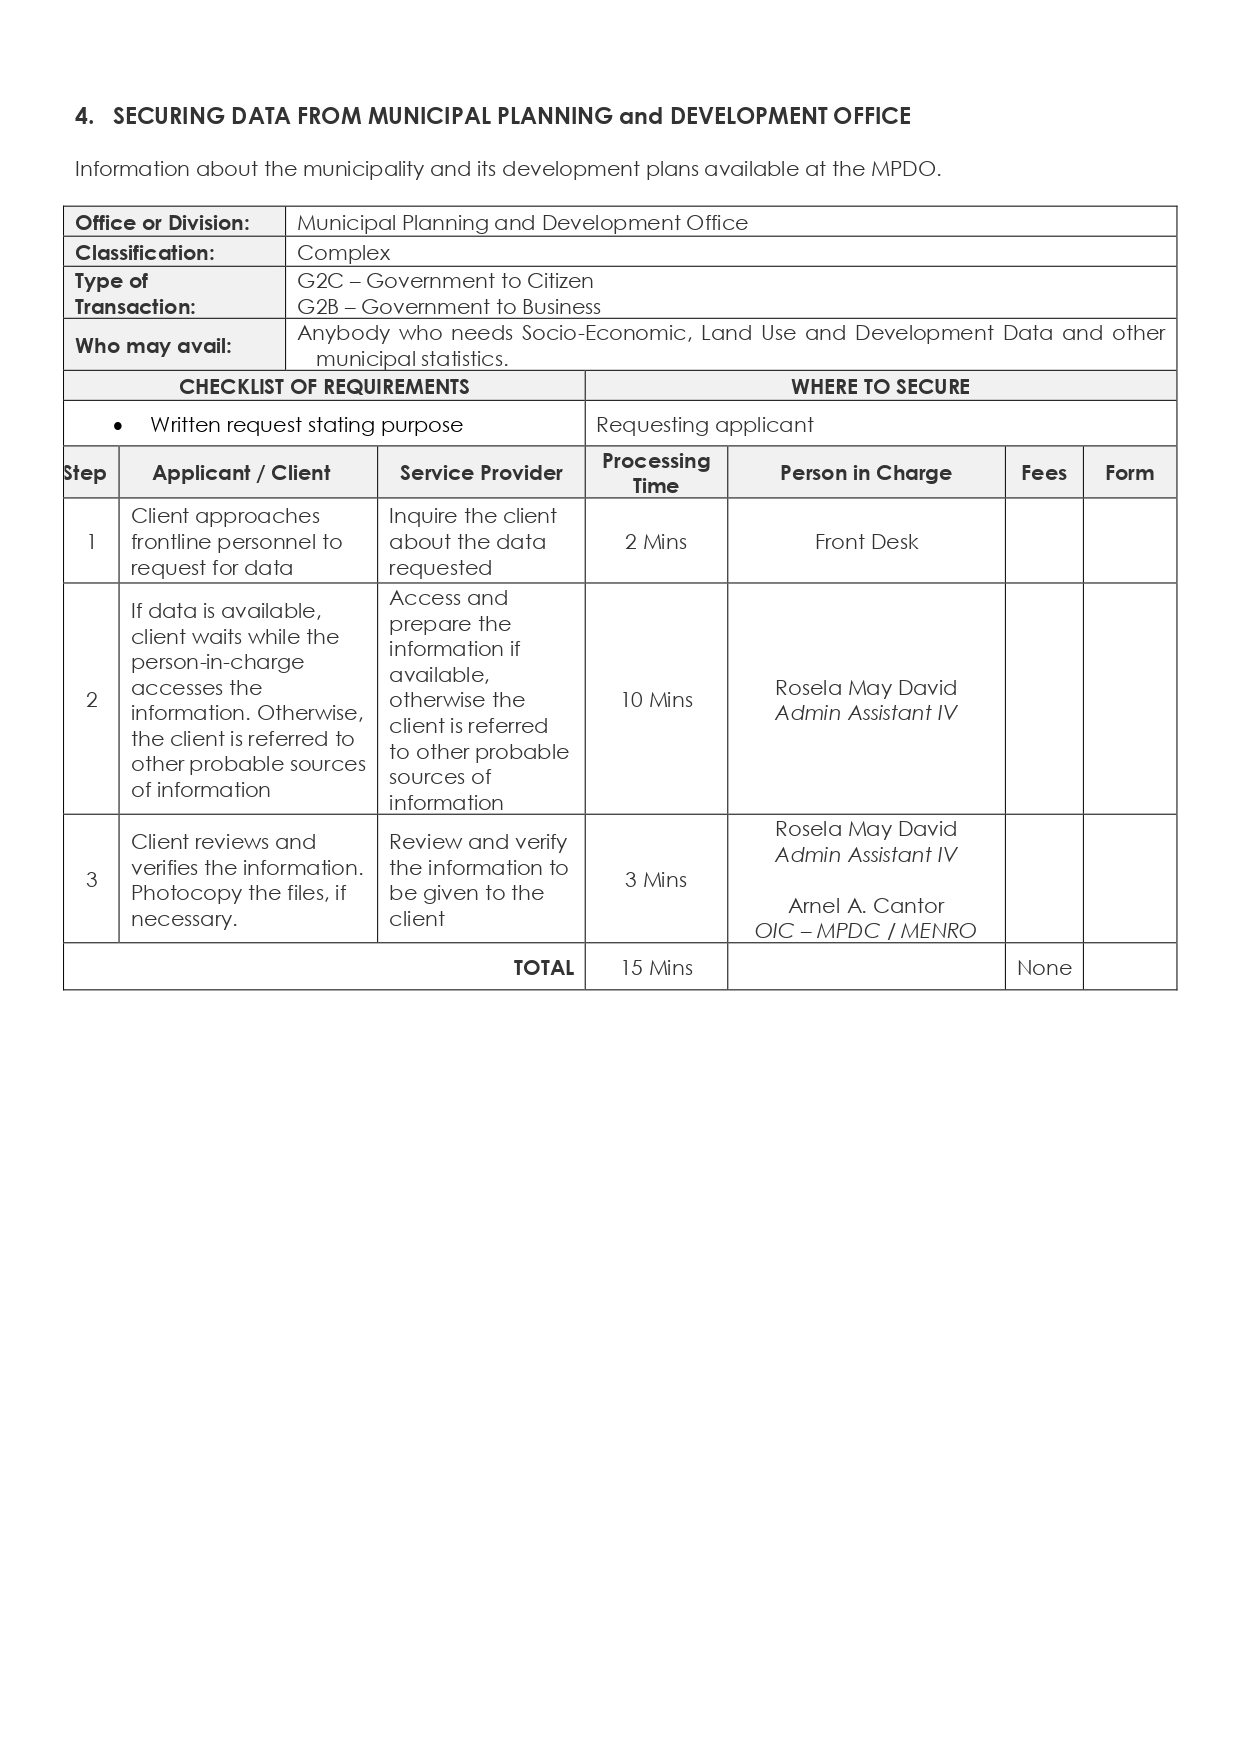 4. SECURING DATA FROM MUNICIPAL PLANNING and DEVELOPMENT OFFICE
Information about the municipality and its development plans available at the MPDO.
Office or Division:
Municipal Planning and Development Office
Classification:
Complex
Type of
Transaction:
G2C – Government to Citizen
G2B – Government to Business
Who may avail:
Anybody who needs Socio-Economic, Land Use and Development Data and other
municipal statistics.
CHECKLIST OF REQUIREMENTS
WHERE TO SECURE
• Written request stating purpose
Requesting applicant
Step
Applicant / Client
Service Provider
Processing
Time
Person in Charge
Fees
Form
1
Client approaches
frontline personnel to
request for data
Inquire the client
about the data
requested
2 Mins
Front Desk
2
If data is available,
client waits while the
person-in-charge
accesses the
information. Otherwise,
the client is referred to
other probable sources
of information
Access and
prepare the
information if
available,
otherwise the
client is referred
to other probable
sources of
information
10 Mins
Rosela May David
Admin Assistant IV
3
Client reviews and
verifies the information.
Photocopy the files, if
necessary.
Review and verify
the information to
be given to the
client
3 Mins
Rosela May David
Admin Assistant IV
Arnel A. Cantor
OIC – MPDC / MENRO
TOTAL
15 Mins
None